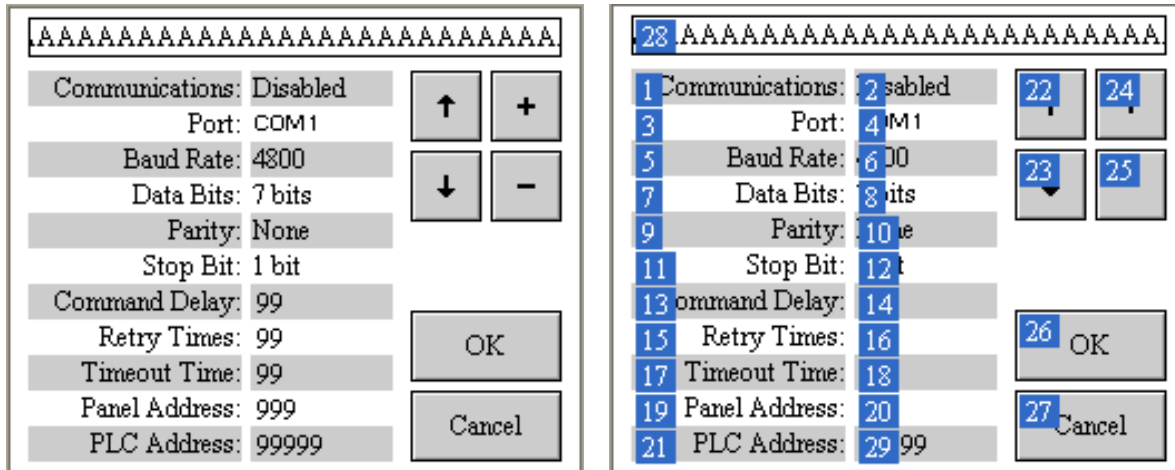 .AAAAAAAAAAAAAAAAAAAAAAAAAA.
Communications: Disabled
Port: COM1
Baud Rate: 4800
Data Bits: 7 bits
Parity: None
Stop Bit: 1 bit
Command Delay: 99
Retry Times: 99
Timeout Time: 99
Panel Address: 999
PLC Address: 99999
↑ +
↓ −
OK
Cancel
28 .AAAAAAAAAAAAAAAAAAAAAAAA.
1 Communications: 2 sabled
3 Port: 4 M1
5 Baud Rate: 6 00
7 Data Bits: 8 bits
9 Parity: 10 e
11 Stop Bit: 12 t
13 ommand Delay: 14
15 Retry Times: 16
17 Timeout Time: 18
19 Panel Address: 20
21 PLC Address: 29 99
22 24
23 25
26 OK
27 Cancel